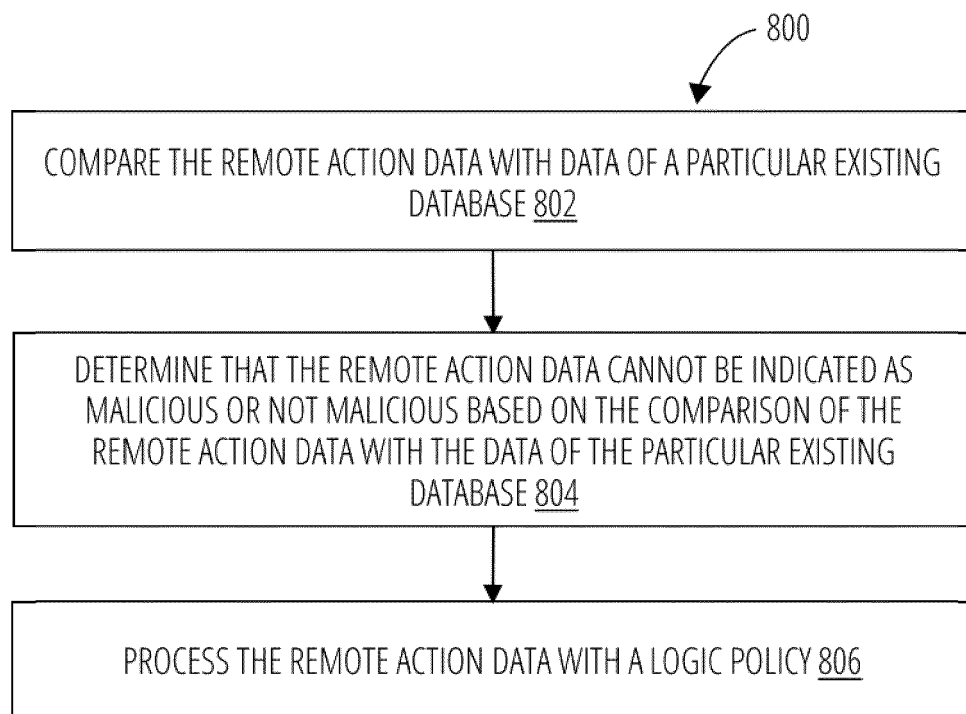 800
COMPARE THE REMOTE ACTION DATA WITH DATA OF A PARTICULAR EXISTING
DATABASE 802
DETERMINE THAT THE REMOTE ACTION DATA CANNOT BE INDICATED AS
MALICIOUS OR NOT MALICIOUS BASED ON THE COMPARISON OF THE
REMOTE ACTION DATA WITH THE DATA OF THE PARTICULAR EXISTING
DATABASE 804
PROCESS THE REMOTE ACTION DATA WITH A LOGIC POLICY 806